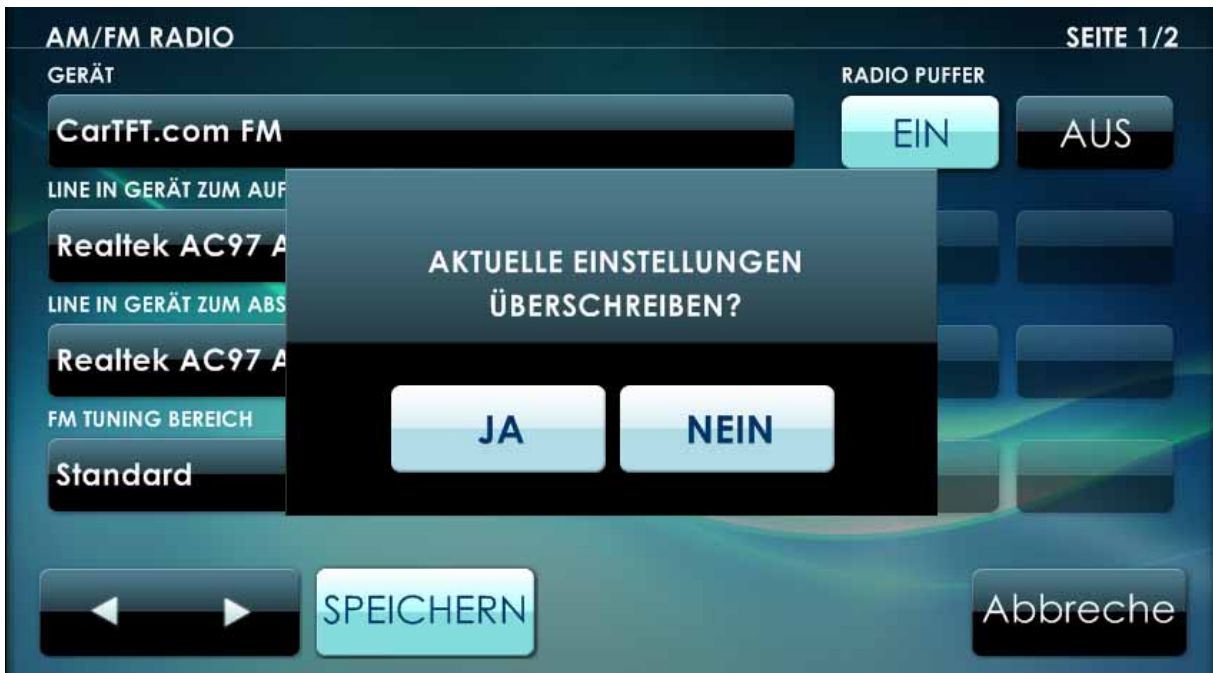 AM/FM RADIO SEITE 1/2
GERÄT RADIO PUFFER
CarTFT.com FM EIN AUS
LINE IN GERÄT ZUM AUF
Realtek AC97 A
AKTUELLE EINSTELLUNGEN
ÜBERSCHREIBEN?
LINE IN GERÄT ZUM ABS
Realtek AC97 A
JA NEIN
FM TUNING BEREICH
Standard
SPEICHERN Abbreche